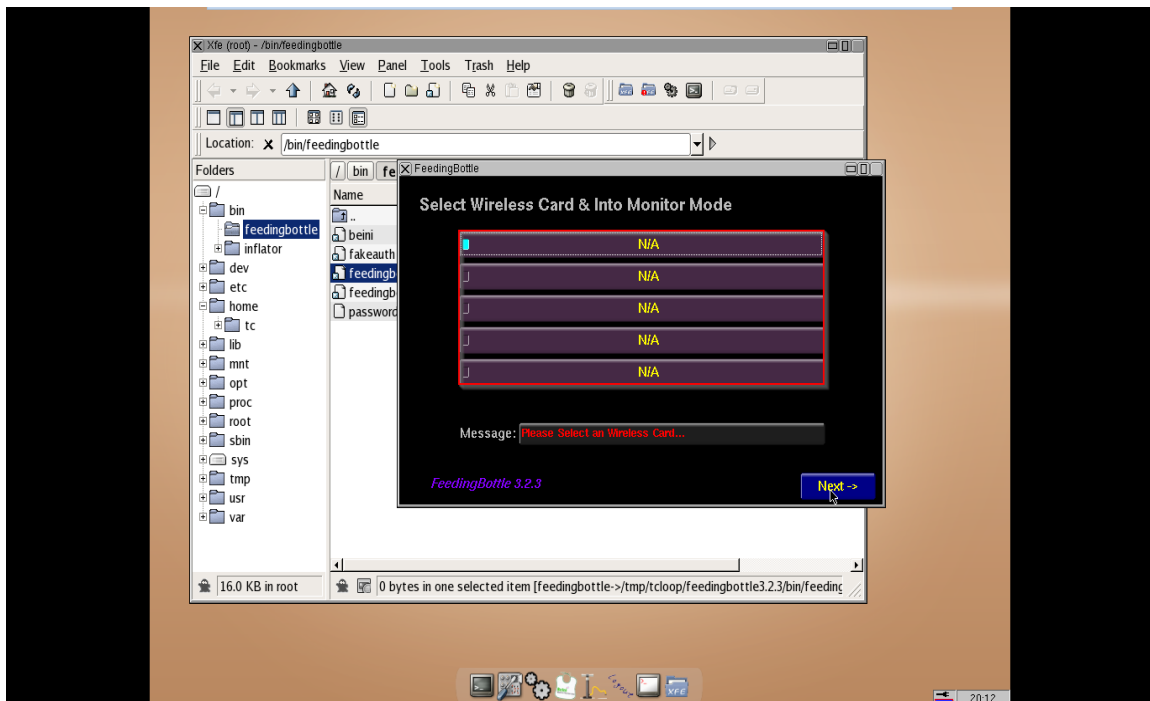 Xfe (root) - /bin/feedingbottle
File Edit Bookmarks View Panel Tools Trash Help
Location: /bin/feedingbottle
Folders
/
bin
feedingbottle
inflator
dev
etc
home
tc
lib
mnt
opt
proc
root
sbin
sys
tmp
usr
var
16.0 KB in root
/ bin fe
Name
..
beini
fakeauth
feedingb
feedingb
password
0 bytes in one selected item [feedingbottle->/tmp/tcloop/feedingbottle3.2.3/bin/feeding
FeedingBottle
Select Wireless Card & Into Monitor Mode
N/A
N/A
N/A
N/A
N/A
Message: Please Select an Wireless Card...
FeedingBottle 3.2.3
Next ->
Logout
XFE
20:12